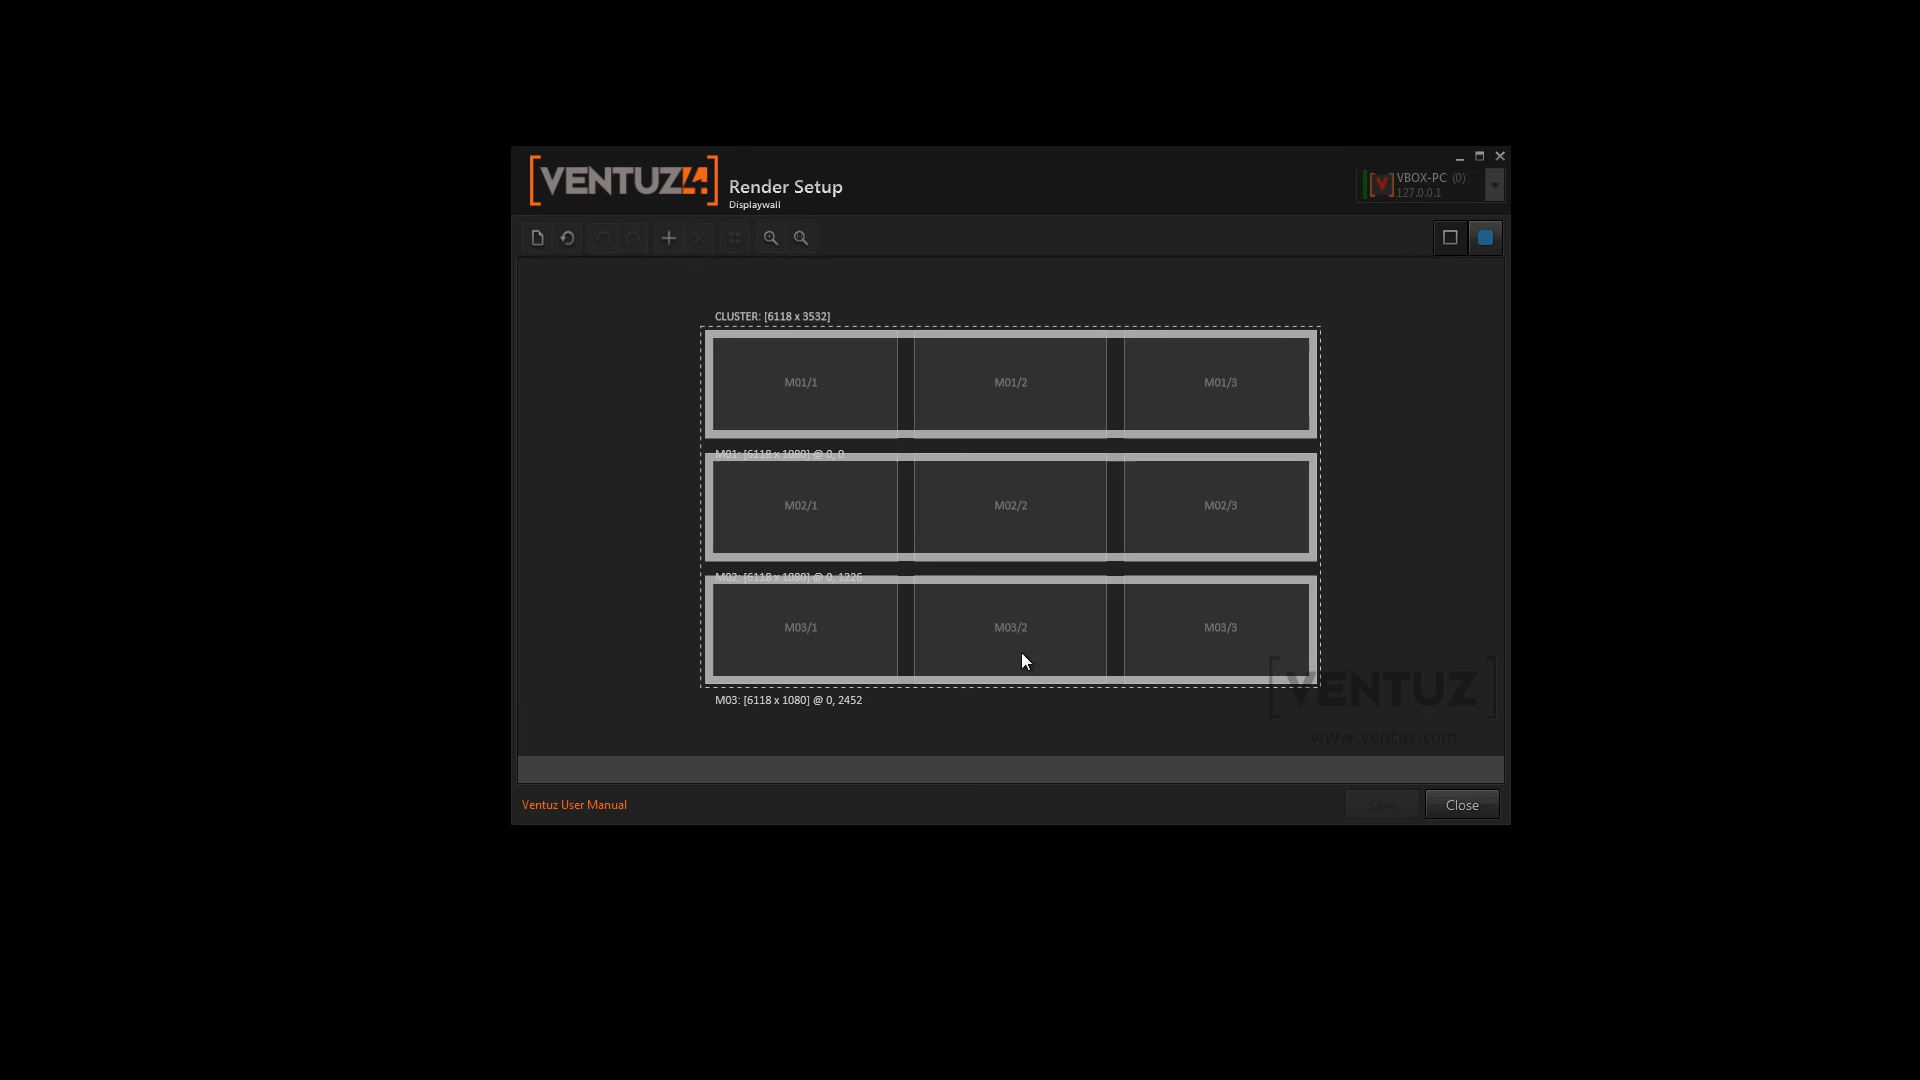 [VENTUZ4]
Render Setup
Displaywall
VBOX-PC (0)
127.0.0.1
CLUSTER: [6118 x 3532]
M01/1 M01/2 M01/3
M01: [6118 x 1080] @ 0, 0
M02/1 M02/2 M02/3
M02: [6118 x 1080] @ 0, 1226
M03/1 M03/2 M03/3
M03: [6118 x 1080] @ 0, 2452
[VENTUZ]
www.ventuz.com
Ventuz User Manual
Save Close